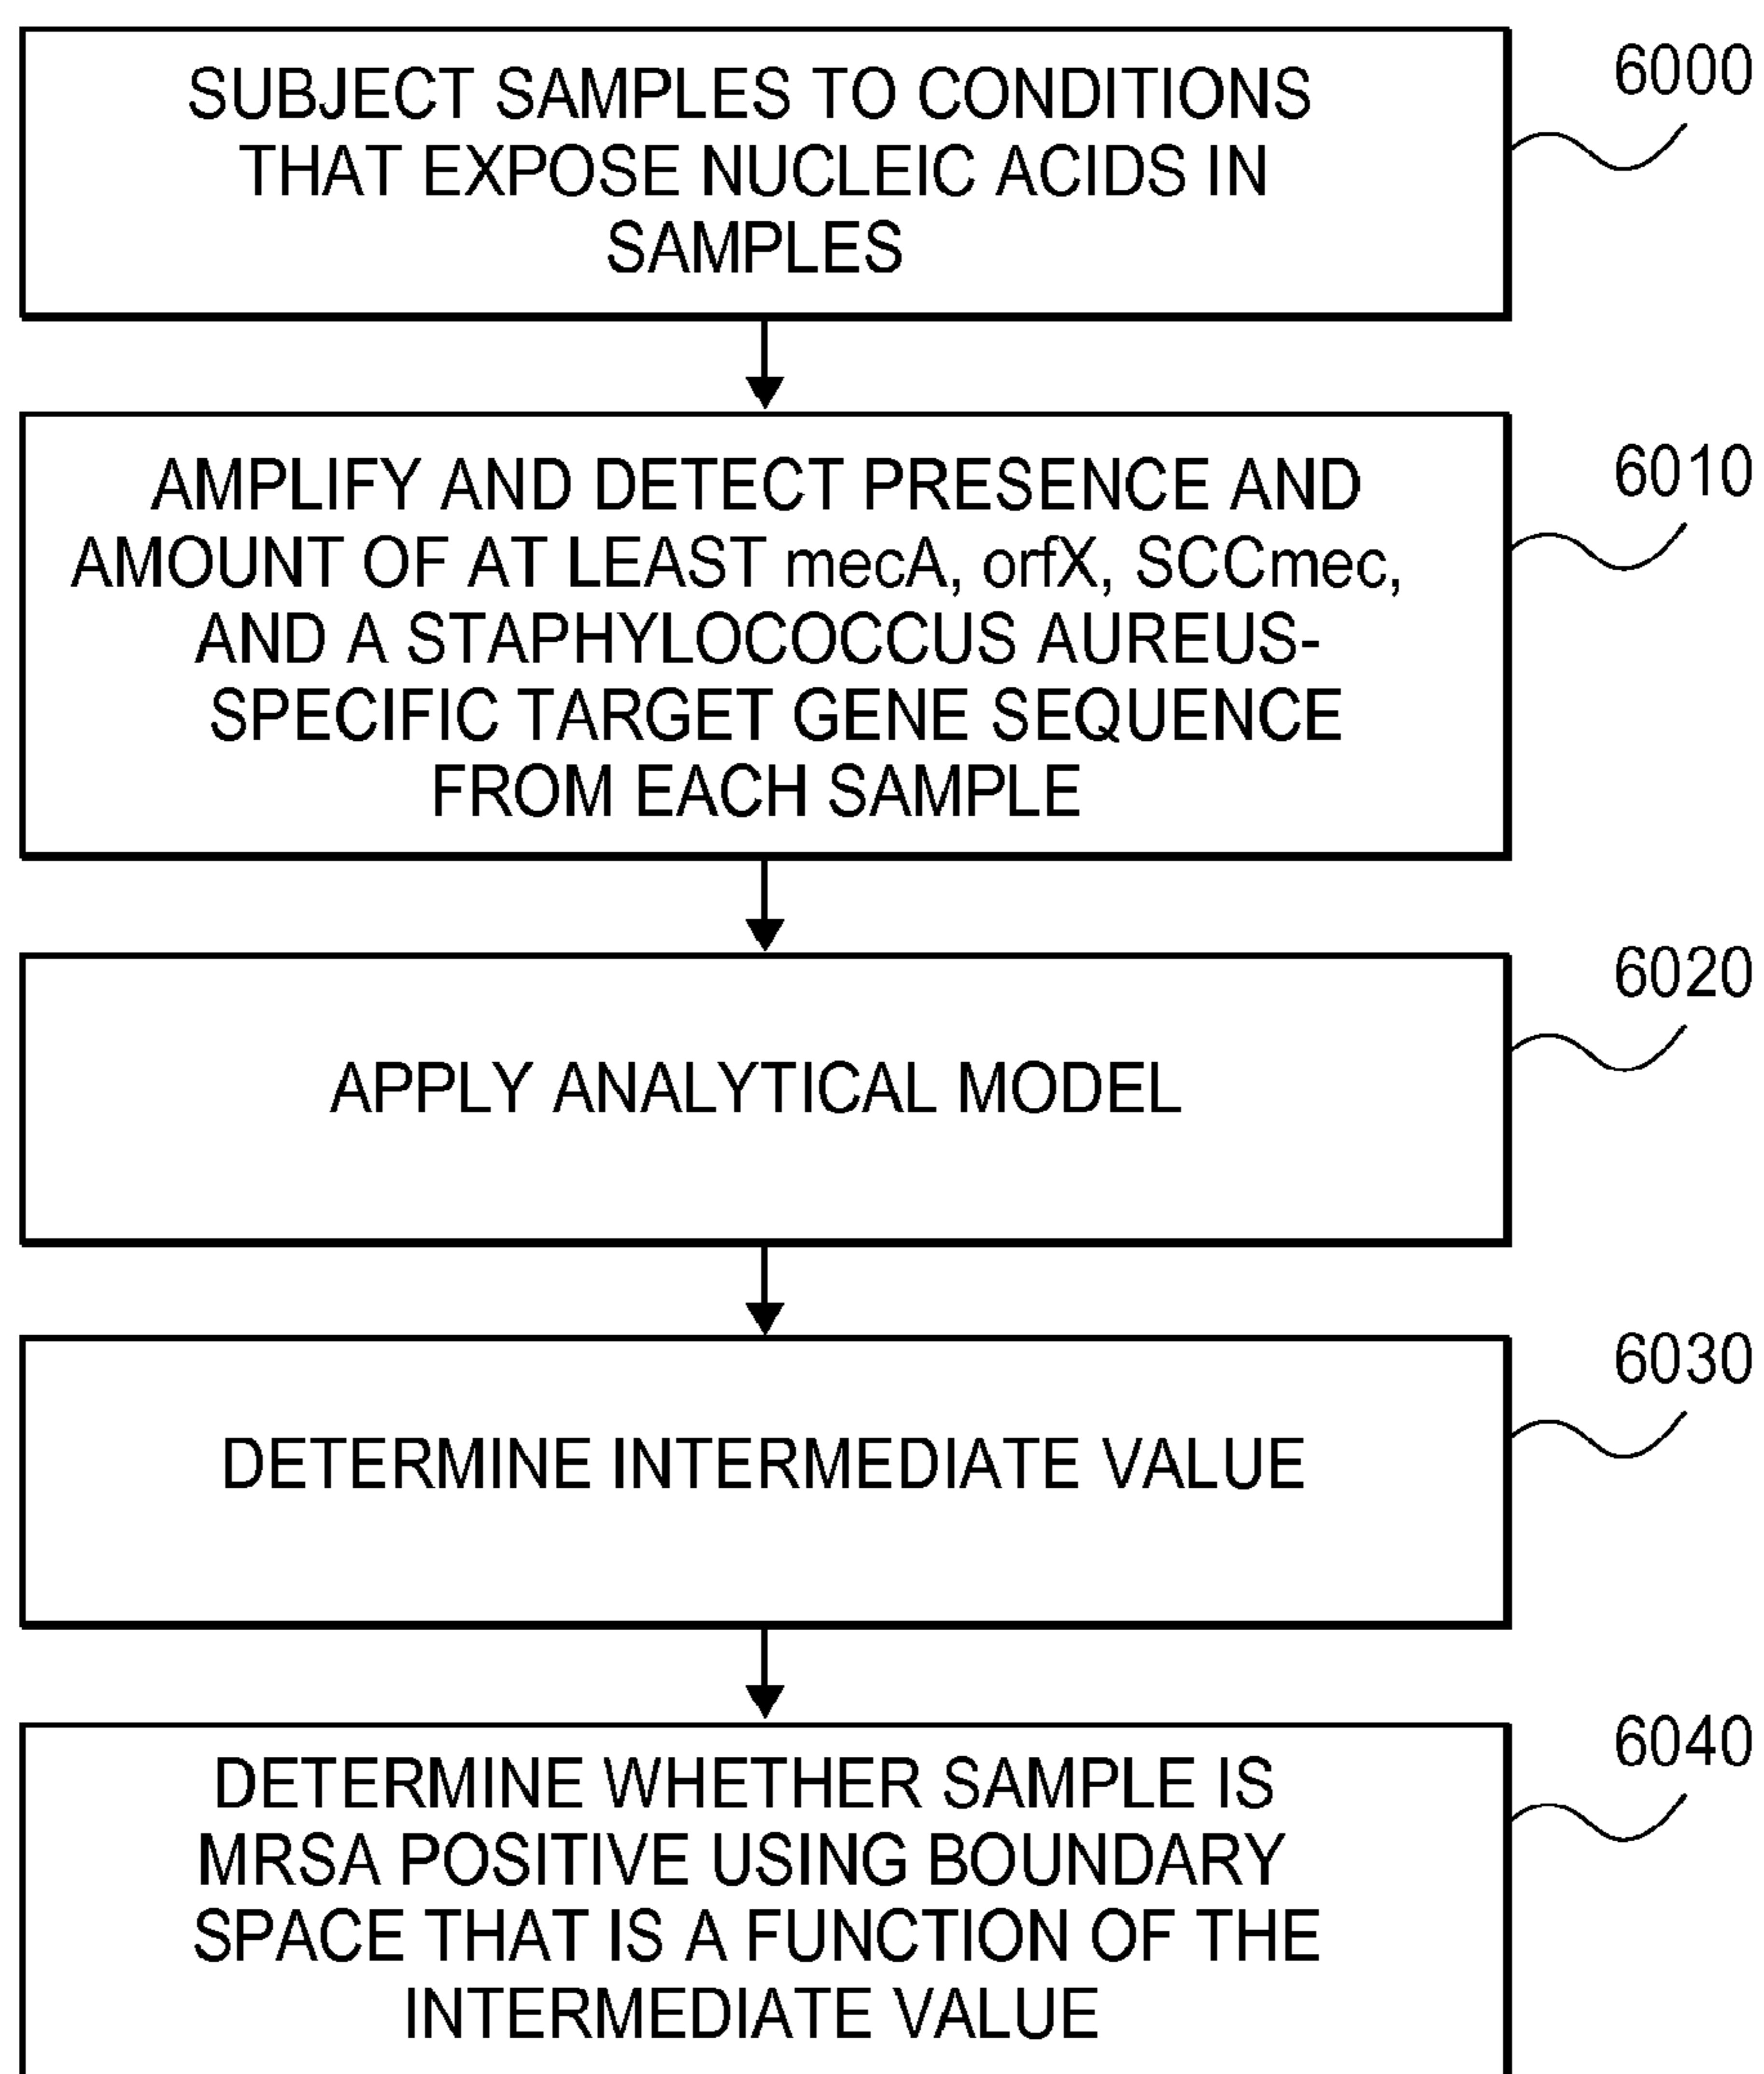 SUBJECT SAMPLES TO CONDITIONS
THAT EXPOSE NUCLEIC ACIDS IN
SAMPLES
6000
AMPLIFY AND DETECT PRESENCE AND
AMOUNT OF AT LEAST mecA, orfX, SCCmec,
AND A STAPHYLOCOCCUS AUREUS-
SPECIFIC TARGET GENE SEQUENCE
FROM EACH SAMPLE
6010
APPLY ANALYTICAL MODEL
6020
DETERMINE INTERMEDIATE VALUE
6030
DETERMINE WHETHER SAMPLE IS
MRSA POSITIVE USING BOUNDARY
SPACE THAT IS A FUNCTION OF THE
INTERMEDIATE VALUE
6040